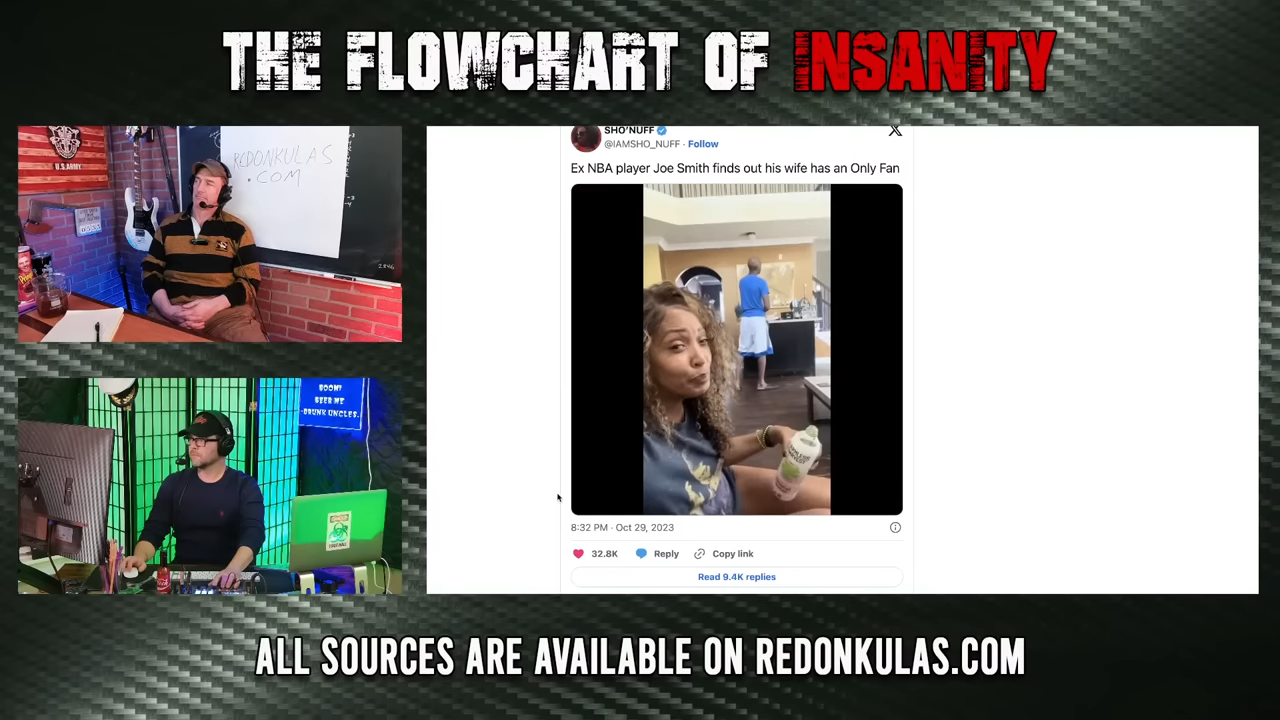 THE FLOWCHART OF INSANITY
U.S. ARMY
REDONKULAS
.COM
BOOM!
BEER ME
-DRUNK UNCLES.
SHO'NUFF
@IAMSHO_NUFF · Follow
Ex NBA player Joe Smith finds out his wife has an Only Fan
8:32 PM · Oct 29, 2023
32.8K Reply Copy link
Read 9.4K replies
ALL SOURCES ARE AVAILABLE ON REDONKULAS.COM